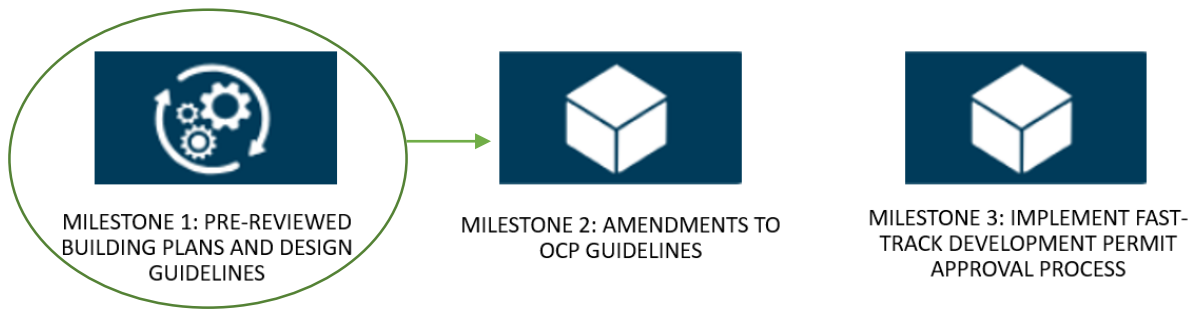 MILESTONE 1: PRE-REVIEWED
BUILDING PLANS AND DESIGN
GUIDELINES
MILESTONE 2: AMENDMENTS TO
OCP GUIDELINES
MILESTONE 3: IMPLEMENT FAST-
TRACK DEVELOPMENT PERMIT
APPROVAL PROCESS